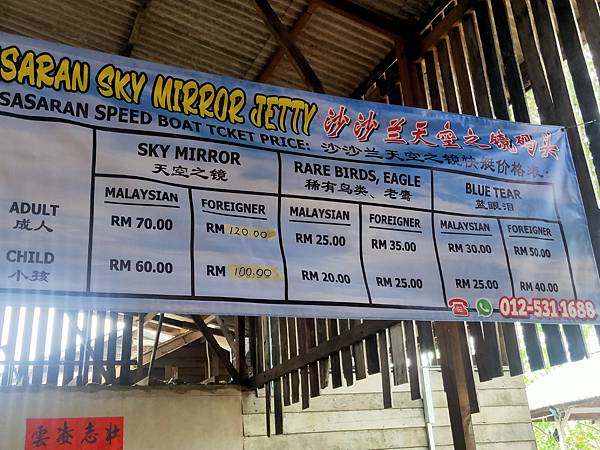 SARAN SKY MIRROR JETTY 沙沙兰天空之镜码头
SASARAN SPEED BOAT TCKET PRICE: 沙沙兰天空之镜快艇价格表:
SKY MIRROR RARE BIRDS, EAGLE BLUE TEAR
天空之镜 稀有鸟类、老鹰 蓝眼泪
MALAYSIAN FOREIGNER MALAYSIAN FOREIGNER MALAYSIAN FOREIGNER
ADULT RM 70.00 RM 120.00 RM 25.00 RM 35.00 RM 30.00 RM 50.00
成人
CHILD RM 60.00 RM 100.00 RM 20.00 RM 25.00 RM 25.00 RM 40.00
小孩
012-531 1688
雲凌志壯